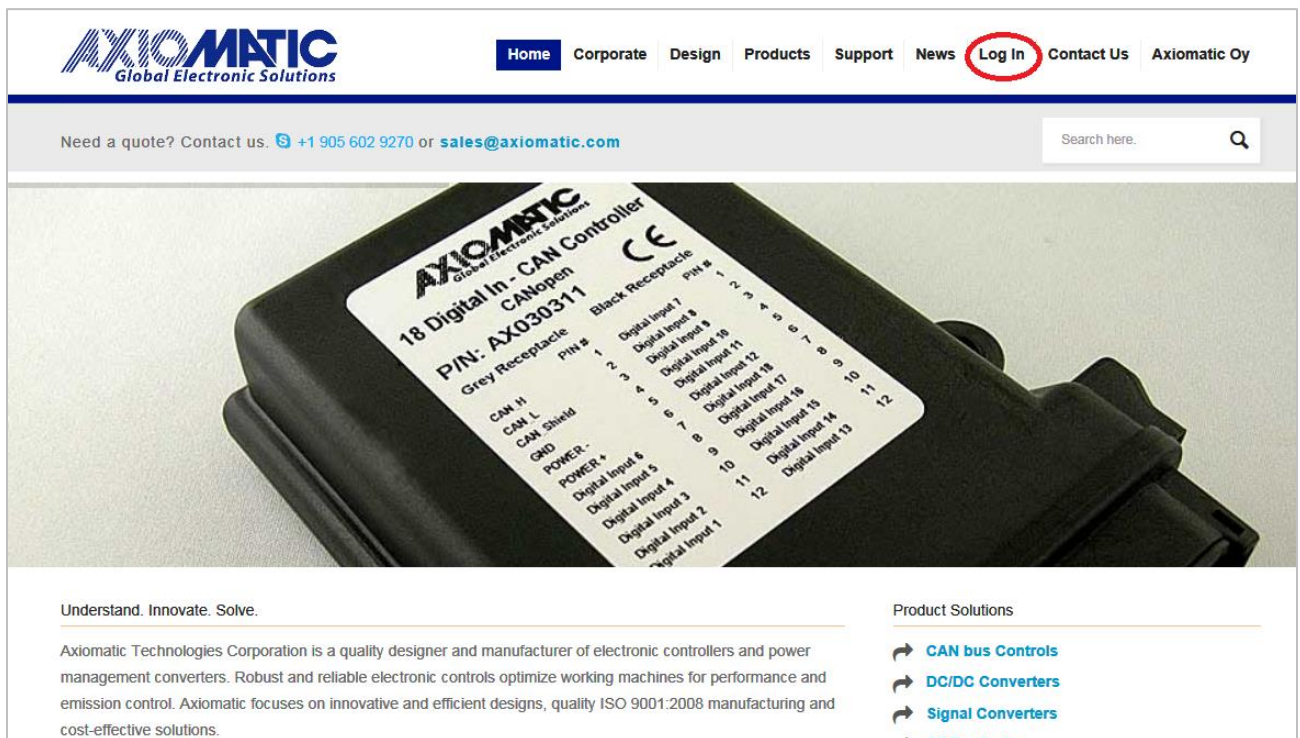 AXIOMATIC
Global Electronic Solutions
Home Corporate Design Products Support News Log In Contact Us Axiomatic Oy
Need a quote? Contact us. +1 905 602 9270 or sales@axiomatic.com
Search here.
AXIOMATIC
Global Electronic Solutions
18 Digital In - CAN Controller
CANopen
P/N: AX030311
CE
Grey Receptacle PIN # Black Receptacle PIN #
CAN_H 1 Digital Input 7 1
CAN_L 2 Digital Input 8 2
CAN_Shield 3 Digital Input 9 3
GND 4 Digital Input 10 4
POWER - 5 Digital Input 11 5
POWER + 6 Digital Input 12 6
Digital Input 6 7 Digital Input 18 7
Digital Input 5 8 Digital Input 17 8
Digital Input 4 9 Digital Input 16 9
Digital Input 3 10 Digital Input 15 10
Digital Input 2 11 Digital Input 14 11
Digital Input 1 12 Digital Input 13 12
Understand. Innovate. Solve.
Axiomatic Technologies Corporation is a quality designer and manufacturer of electronic controllers and power
management converters. Robust and reliable electronic controls optimize working machines for performance and
emission control. Axiomatic focuses on innovative and efficient designs, quality ISO 9001:2008 manufacturing and
cost-effective solutions.
Product Solutions
CAN bus Controls
DC/DC Converters
Signal Converters